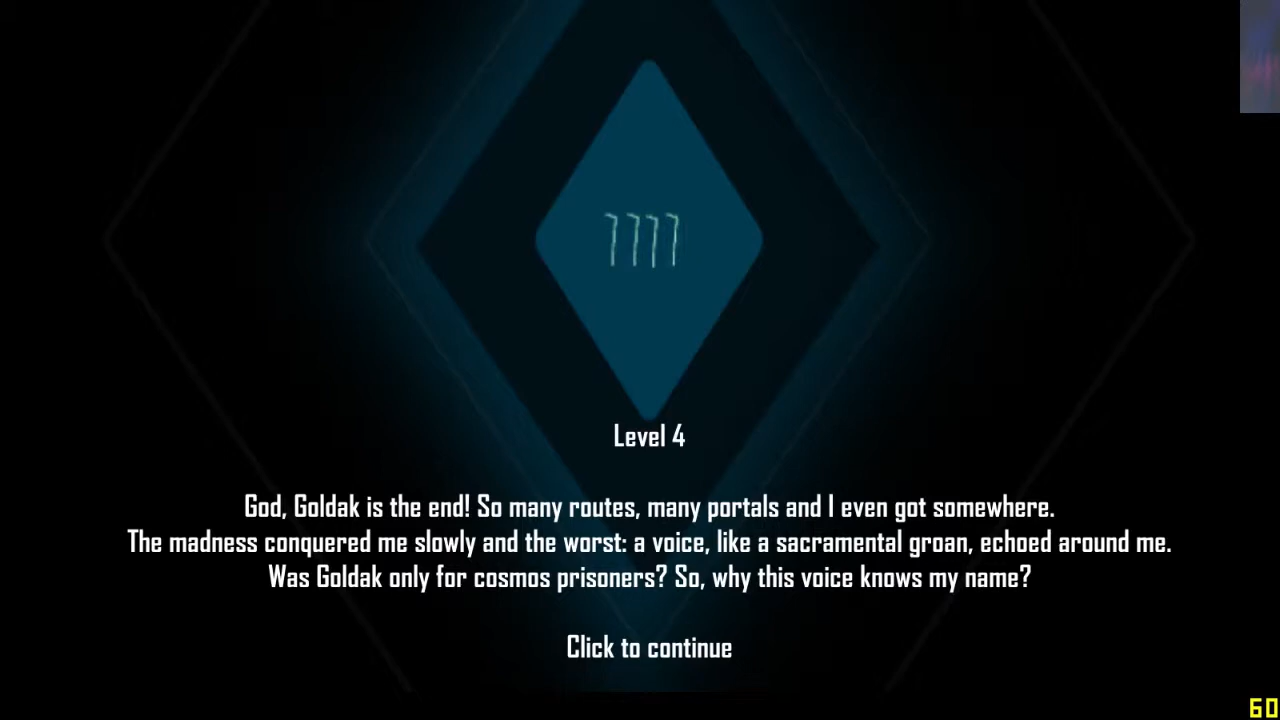 Level 4
God, Goldak is the end! So many routes, many portals and I even got somewhere.
The madness conquered me slowly and the worst: a voice, like a sacramental groan, echoed around me.
Was Goldak only for cosmos prisoners? So, why this voice knows my name?
Click to continue
60